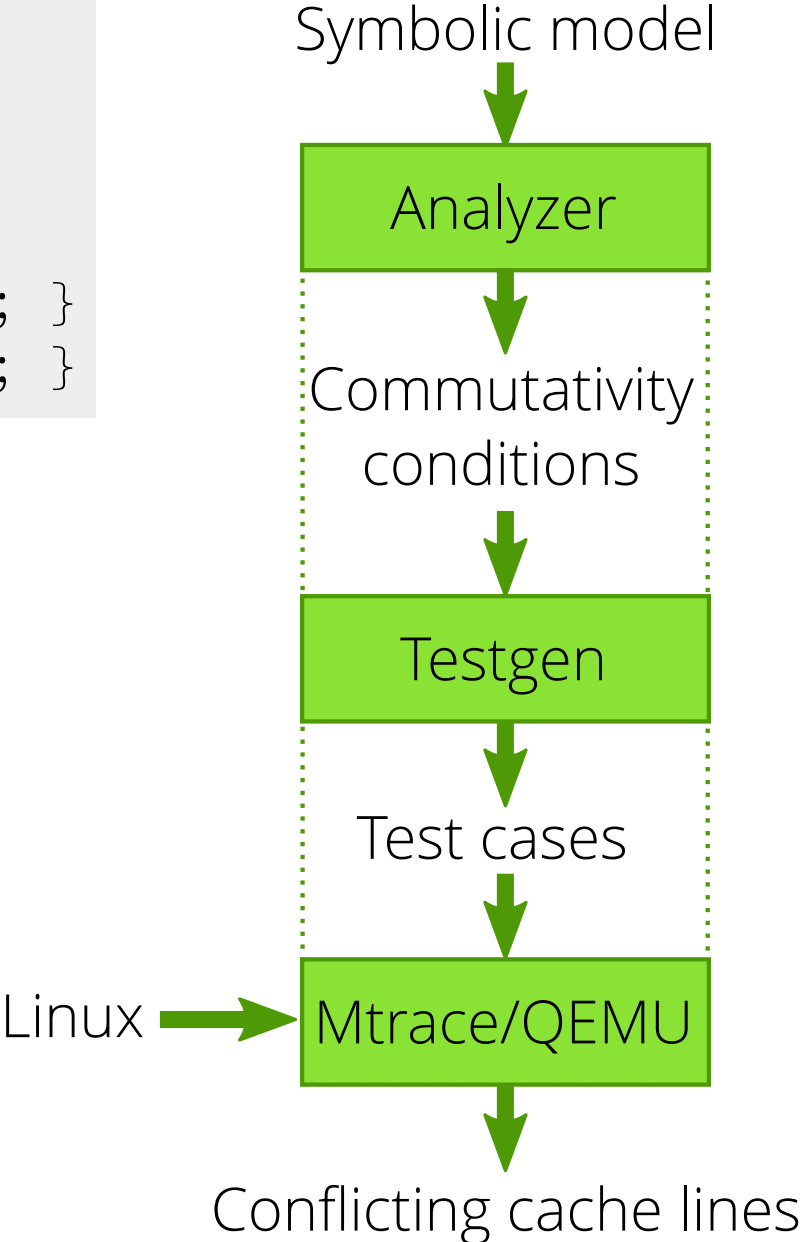 Symbolic model
Analyzer
; }
; }
Commutativity
conditions
Testgen
Test cases
Linux
Mtrace/QEMU
Conflicting cache lines